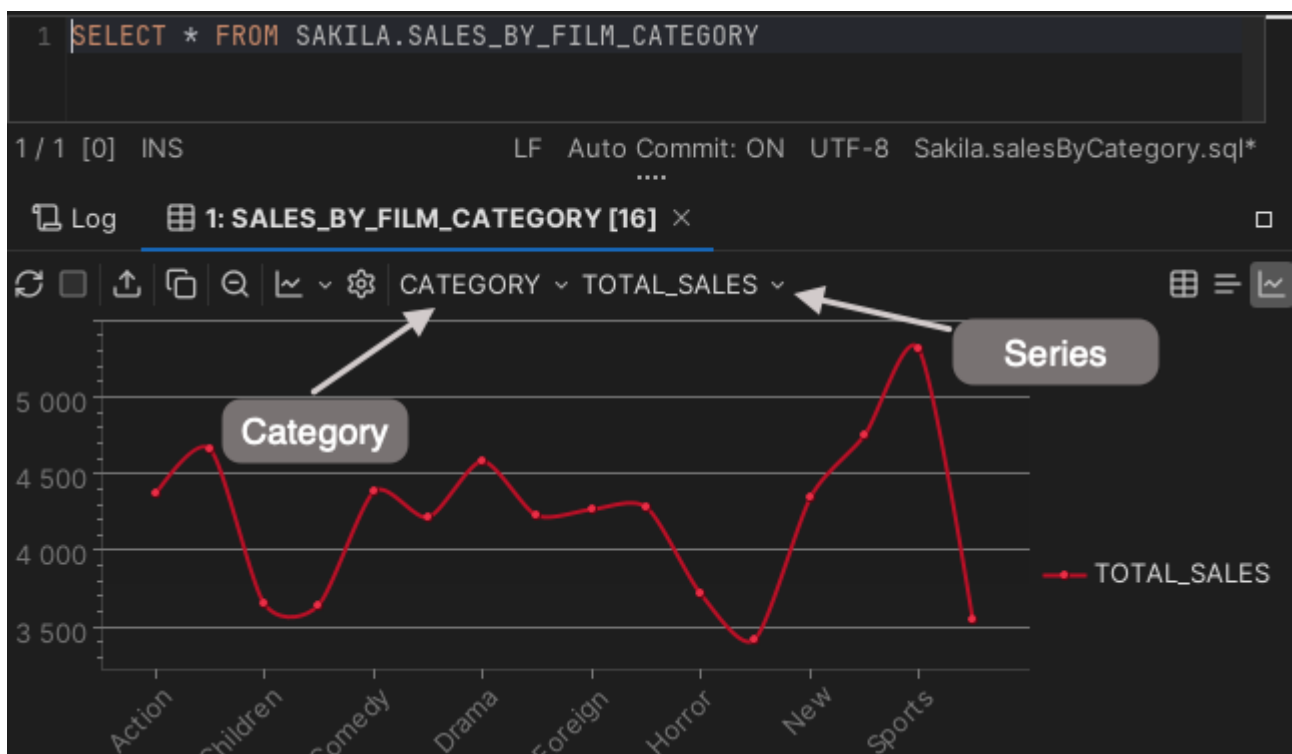 1 SELECT * FROM SAKILA.SALES_BY_FILM_CATEGORY
1 / 1 [0] INS LF Auto Commit: ON UTF-8 Sakila.salesByCategory.sql*
Log 1: SALES_BY_FILM_CATEGORY [16]
CATEGORY TOTAL_SALES
Series
Category
5 000
4 500
4 000
3 500
TOTAL_SALES
Action Children Comedy Drama Foreign Horror New Sports